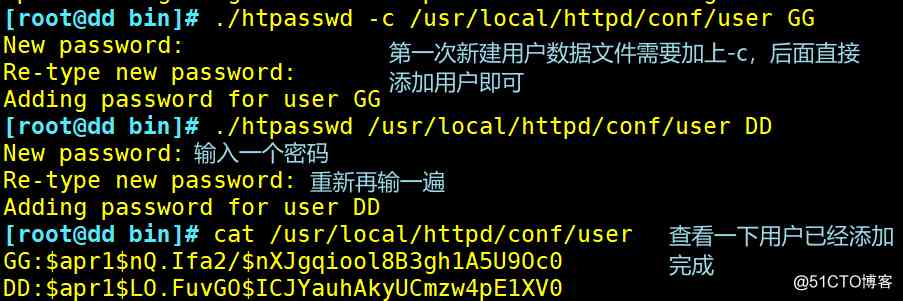 [root@dd bin]# ./htpasswd -c /usr/local/httpd/conf/user GG
New password:
第一次新建用户数据文件需要加上-c，后面直接
Re-type new password:
添加用户即可
Adding password for user GG
[root@dd bin]# ./htpasswd /usr/local/httpd/conf/user DD
New password: 输入一个密码
Re-type new password: 重新再输一遍
Adding password for user DD
[root@dd bin]# cat /usr/local/httpd/conf/user
查看一下用户已经添加
完成
GG:$apr1$nQ.Ifa2/$nXJgqiool8B3gh1A5U9Oc0
DD:$apr1$LO.FuvGO$ICJYauhAkyUCmzw4pE1XV0
@51CTO博客